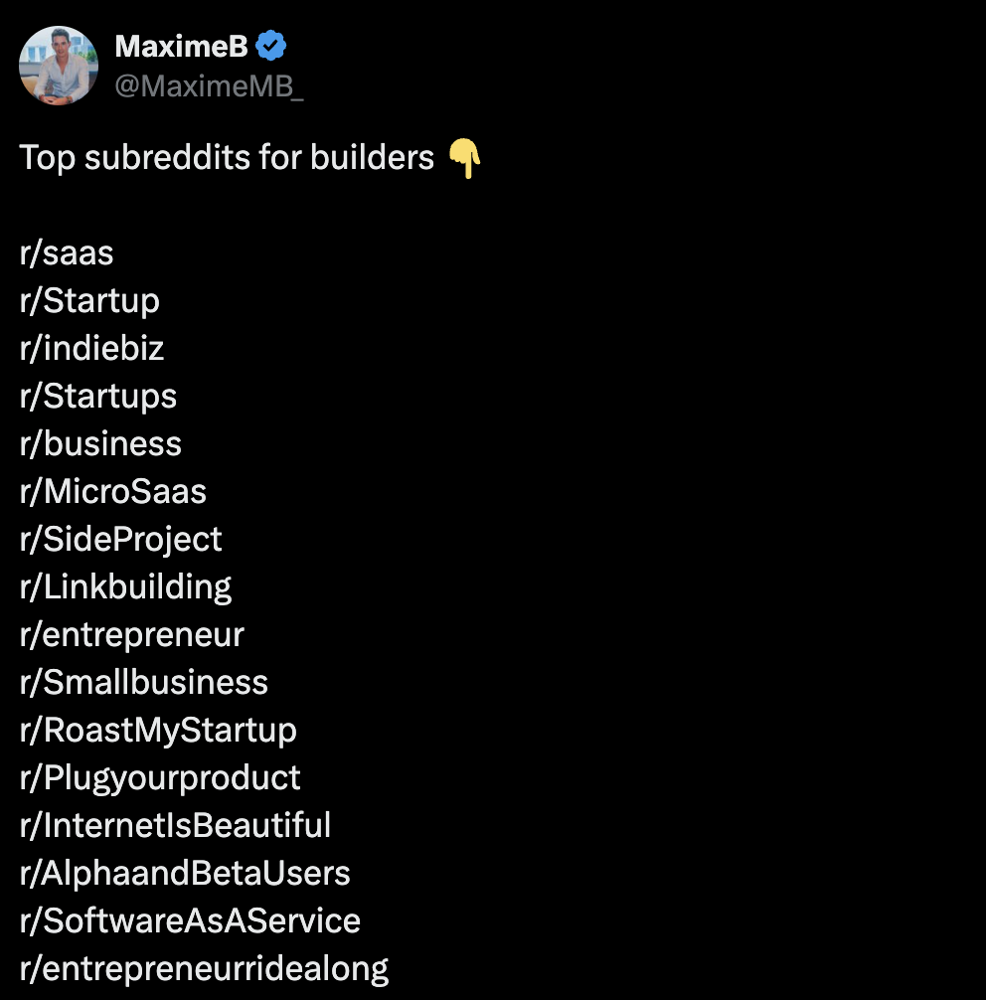 MaximeB
@MaximeMB_
Top subreddits for builders 👇
r/saas
r/Startup
r/indiebiz
r/Startups
r/business
r/MicroSaas
r/SideProject
r/Linkbuilding
r/entrepreneur
r/Smallbusiness
r/RoastMyStartup
r/Plugyourproduct
r/InternetIsBeautiful
r/AlphaandBetaUsers
r/SoftwareAsAService
r/entrepreneurridealong